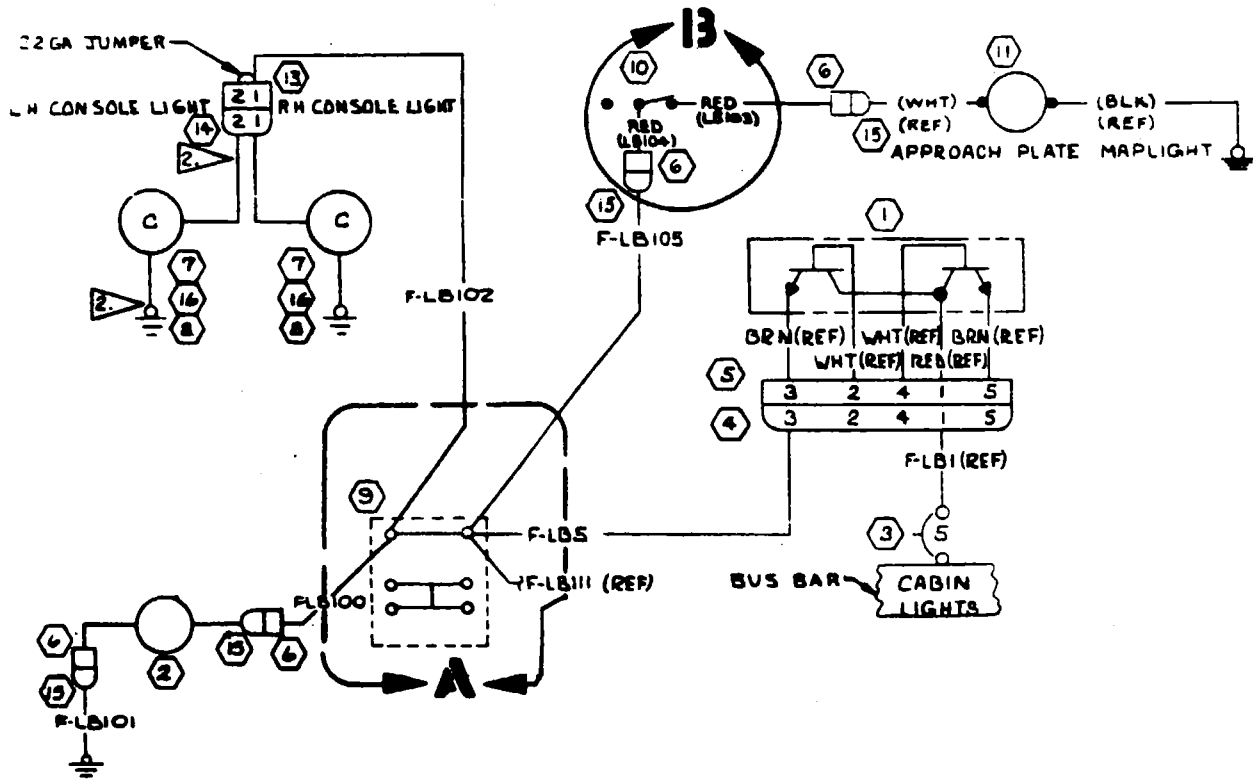 22 GA JUMPER
13
2 1
2 1
LH CONSOLE LIGHT
RH CONSOLE LIGHT
14
2.
C
C
7
16
8
7
16
8
2.
F-LB102
B
10
RED
(LB103)
RED
(LB104)
6
6
15
F-LB105
15
(WHT)
(REF)
11
(BLK)
(REF)
APPROACH PLATE MAPLIGHT
1
BRN(REF)
WHT(REF)
BRN(REF)
WHT(REF)
RED(REF)
5
3 2 4 1 5
4
3 2 4 1 5
F-LB1(REF)
3
5
BUS BAR
CABIN
LIGHTS
9
F-LB5
F-LB111 (REF)
F-LB100
A
6
15
2
15
6
F-LB101